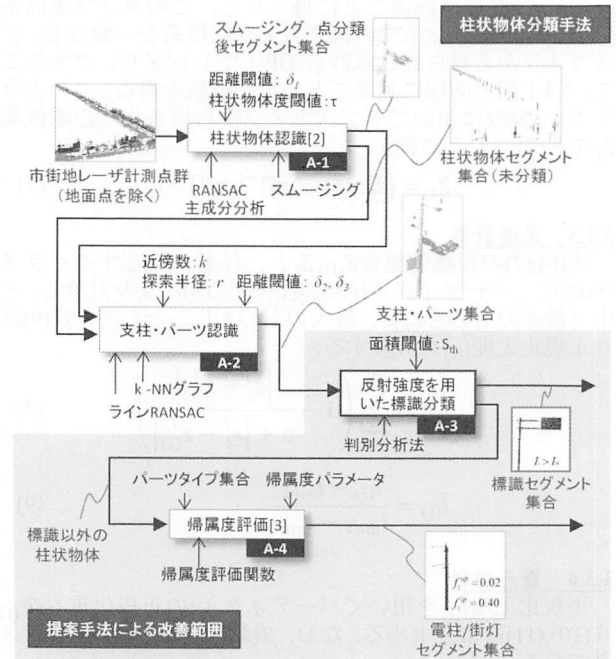 柱状物体分類手法
スムージング，点分類
後セグメント集合
距離閾値：δ1
柱状物体度閾値：τ
柱状物体認識[2]
A-1
市街地レーザ計測点群
(地面点を除く)
RANSAC
主成分分析
スムージング
柱状物体セグメント
集合(未分類)
近傍数：k
探索半径：r
距離閾値：δ2, δ3
支柱・パーツ認識
A-2
k -NNグラフ
ラインRANSAC
支柱・パーツ集合
面積閾値：Sth
反射強度を用
いた標識分類
A-3
判別分析法
標識セグメント
集合
パーツタイプ集合
帰属度パラメータ
帰属度評価[3]
A-4
標識以外の
柱状物体
帰属度評価関数
=0.02
=0.40
電柱/街灯
セグメント集合
提案手法による改善範囲